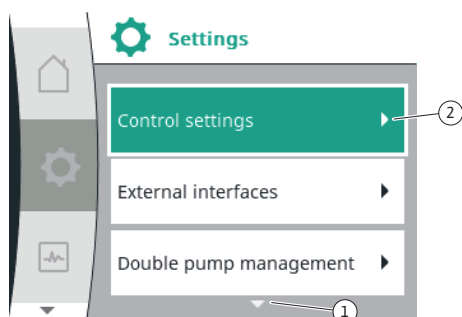 Settings
Control settings
2
External interfaces
Double pump management
1